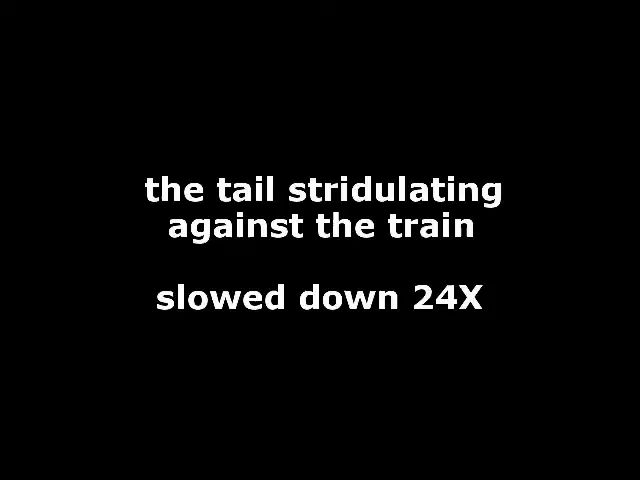 the tail stridulating
against the train
slowed down 24X